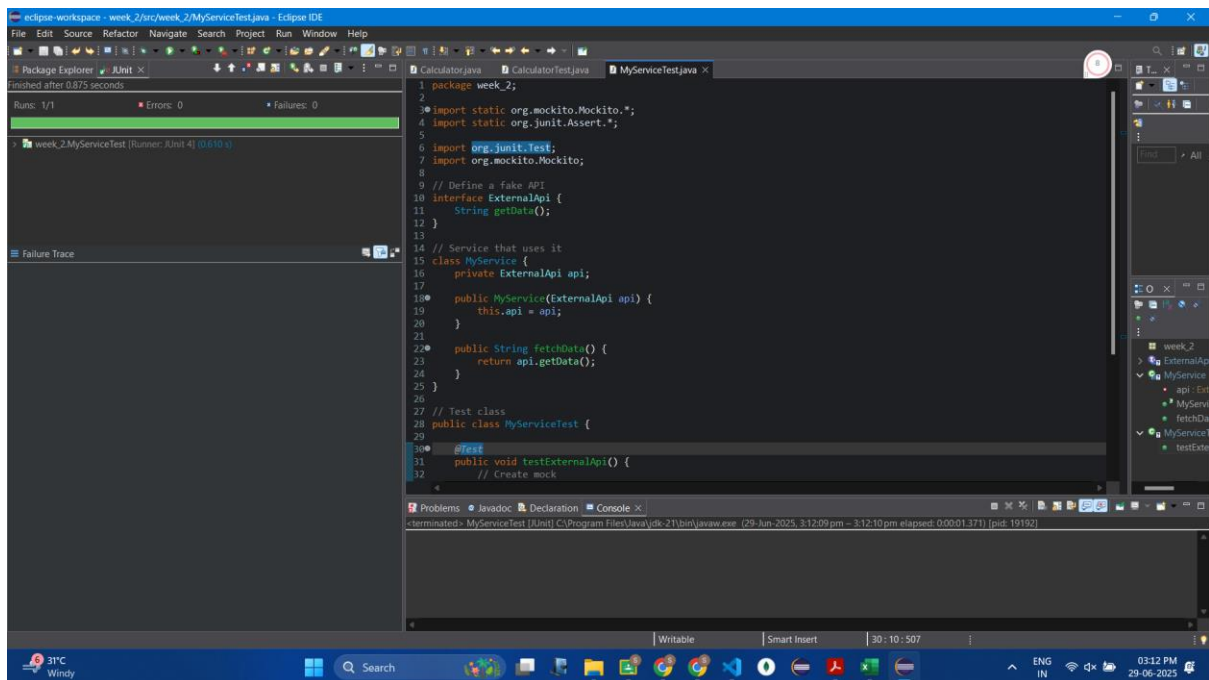 eclipse-workspace - week_2/src/week_2/MyServiceTest.java - Eclipse IDE
File Edit Source Refactor Navigate Search Project Run Window Help
Package Explorer JUnit
Finished after 0.875 seconds
Runs: 1/1 Errors: 0 Failures: 0
week_2.MyServiceTest [Runner: JUnit 4] (0.610 s)
Failure Trace
Calculator.java CalculatorTest.java MyServiceTest.java
1 package week_2;
2
3 import static org.mockito.Mockito.*;
4 import static org.junit.Assert.*;
5
6 import org.junit.Test;
7 import org.mockito.Mockito;
8
9 // Define a fake API
10 interface ExternalApi {
11 String getData();
12 }
13
14 // Service that uses it
15 class MyService {
16 private ExternalApi api;
17
18 public MyService(ExternalApi api) {
19 this.api = api;
20 }
21
22 public String fetchData() {
23 return api.getData();
24 }
25 }
26
27 // Test class
28 public class MyServiceTest {
29
30 @Test
31 public void testExternalApi() {
32 // Create mock
Find All
week_2
ExternalAp
MyService
api : Ext
MyServi
fetchDa
MyServiceT
testExte
Problems Javadoc Declaration Console
<terminated> MyServiceTest [JUnit] C:\Program Files\Java\jdk-21\bin\javaw.exe (29-Jun-2025, 3:12:09 pm – 3:12:10 pm elapsed: 0:00:01.371) [pid: 19192]
Writable Smart Insert 30 : 10 : 507
6
31°C
Windy
Search
ENG
IN
03:12 PM
29-06-2025